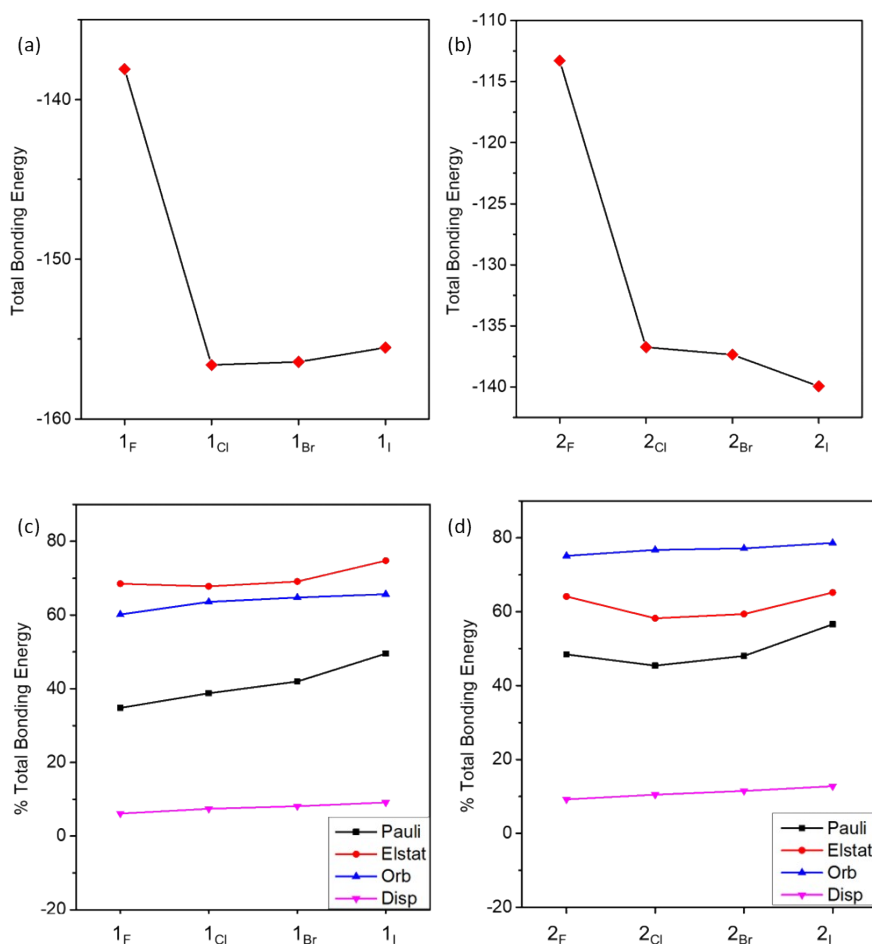 (a)
Total Bonding Energy
-140
-150
-160
1F
1Cl
1Br
1I
(b)
Total Bonding Energy
-110
-115
-120
-125
-130
-135
-140
2F
2Cl
2Br
2I
(c)
% Total Bonding Energy
80
60
40
20
0
-20
Pauli
Elstat
Orb
Disp
1F
1Cl
1Br
1I
(d)
% Total Bonding Energy
80
60
40
20
0
-20
Pauli
Elstat
Orb
Disp
2F
2Cl
2Br
2I